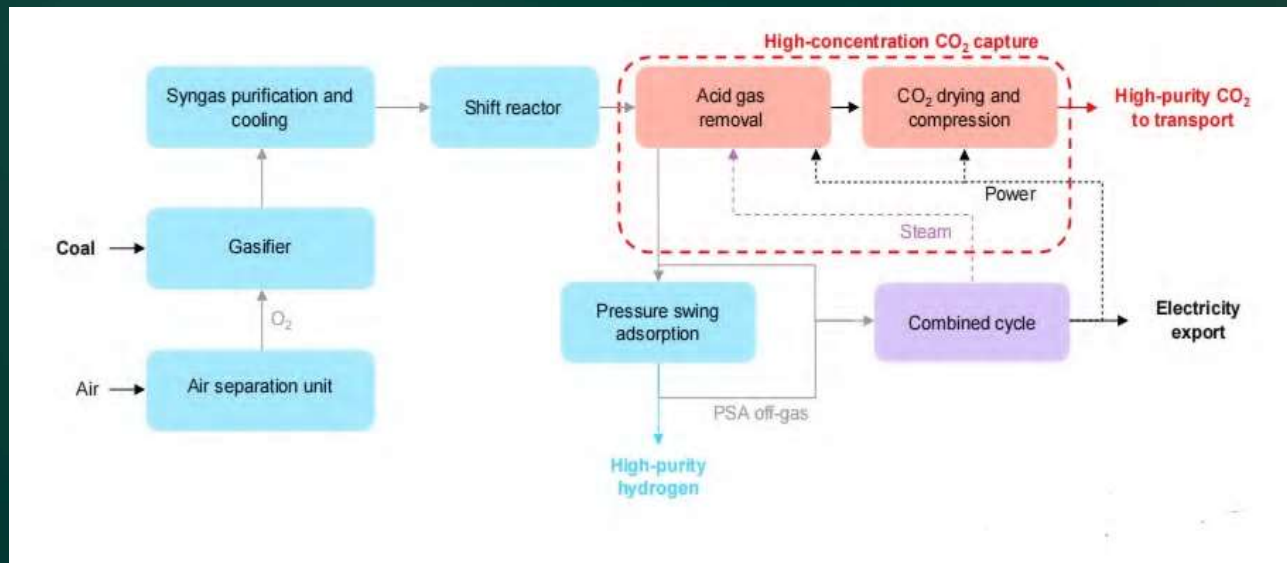 High-concentration CO₂ capture
Syngas purification and
cooling
Shift reactor
Acid gas
removal
CO₂ drying and
compression
High-purity CO₂
to transport
Power
Steam
Coal
Gasifier
O₂
Pressure swing
adsorption
Combined cycle
Electricity
export
Air
Air separation unit
PSA off-gas
High-purity
hydrogen